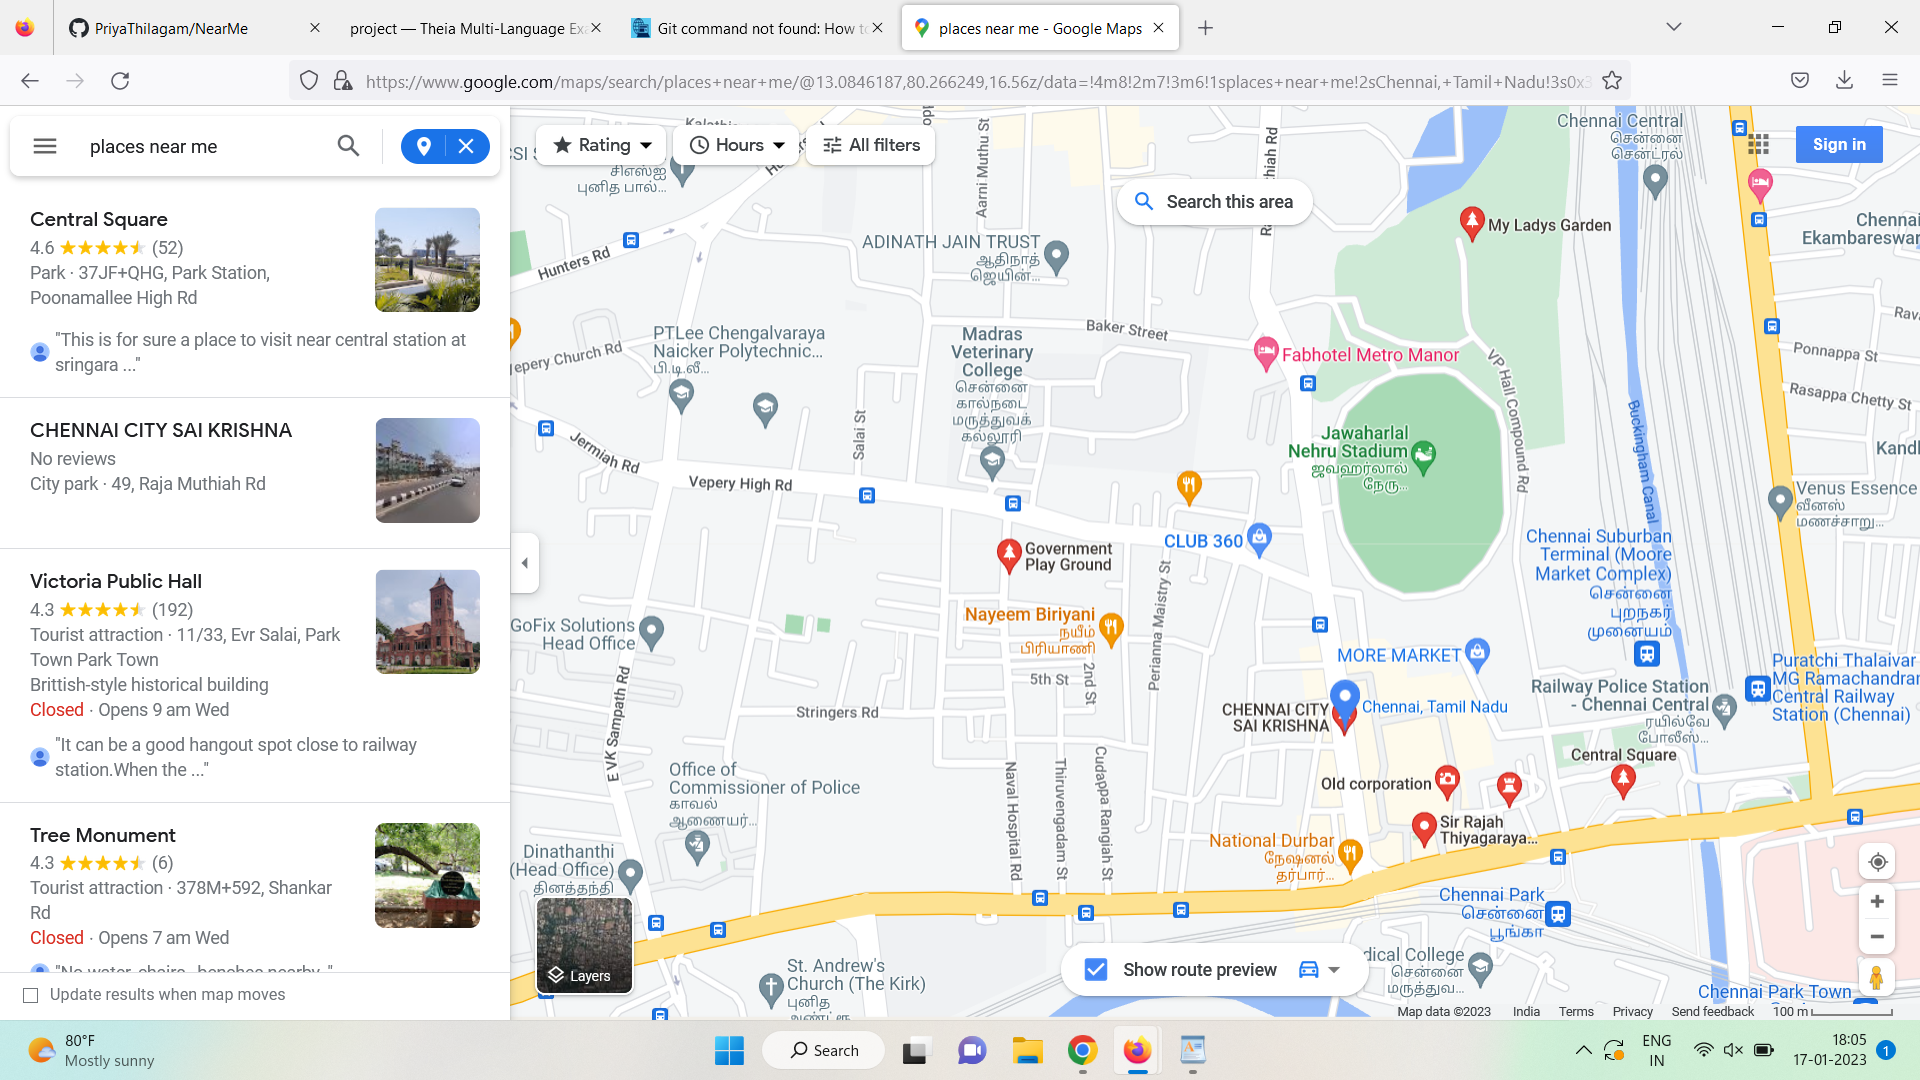 PriyaThilagam/NearMe
project — Theia Multi-Language Ex
Git command not found: How to
places near me - Google Maps
https://www.google.com/maps/search/places+near+me/@13.0846187,80.266249,16.56z/data=!4m8!2m7!3m6!1splaces+near+me!2sChennai,+Tamil+Nadu!3s0x3
places near me
Central Square
4.6 (52)
Park · 37JF+QHG, Park Station,
Poonamallee High Rd
"This is for sure a place to visit near central station at
sringara ..."
CHENNAI CITY SAI KRISHNA
No reviews
City park · 49, Raja Muthiah Rd
Victoria Public Hall
4.3 (192)
Tourist attraction · 11/33, Evr Salai, Park
Town Park Town
Brittish-style historical building
Closed · Opens 9 am Wed
"It can be a good hangout spot close to railway
station.When the ..."
Tree Monument
4.3 (6)
Tourist attraction · 378M+592, Shankar
Rd
Closed · Opens 7 am Wed
Update results when map moves
Rating
Hours
All filters
Search this area
Sign in
CSI S
சிஎஸ்ஐ
புனித பால்...
Aarni Muthu St
Chennai Central
சென்னை
சென்ட்ரல்
My Ladys Garden
Chennai
Ekambareswar
ADINATH JAIN TRUST
ஆதிநாத்
ஜெயின்...
Hunters Rd
Baker Street
PTLee Chengalvaraya
Naicker Polytechnic...
பி.டி.லீ...
Vepery Church Rd
Madras
Veterinary
College
சென்னை
கால்நடை
மருத்துவக்
கல்லூரி
Fabhotel Metro Manor
VP Hall Compound Rd
Ponnappa St
Rasappa Chetty St
Buckingham Canal
Salai St
Jermiah Rd
Jawaharlal
Nehru Stadium
ஜவஹர்லால்
நேரு...
Vepery High Rd
Venus Essence
வீனஸ்
மணச்சாறு...
CLUB 360
Government
Play Ground
Chennai Suburban
Terminal (Moore
Market Complex)
சென்னை
புறநகர்
முனையம்
Perianna Maistry St
Nayeem Biriyani
நயீம்
பிரியாணி
GoFix Solutions
Head Office
MORE MARKET
5th St
2nd St
Puratchi Thalaivar
MG Ramachandran
Central Railway
Station (Chennai)
Railway Police Station
- Chennai Central
ரயில்வே
போலீஸ்...
E VK Sampath Rd
Stringers Rd
CHENNAI CITY
SAI KRISHNA
Chennai, Tamil Nadu
Central Square
Office of
Commissioner of Police
காவல்
ஆணையர்...
Naval Hospital Rd
Thiruvengadam St
Cudappa Rangiah St
Old corporation
Sir Rajah
Thiyagaraya...
National Durbar
நேஷனல்
தர்பார்...
Dinathanthi
(Head Office)
தினத்தந்தி
Chennai Park
சென்னை
பூங்கா
Layers
St. Andrew's
Church (The Kirk)
புனித
Show route preview
dical College
சென்னை
மருத்துவ...
Chennai Park Town
Map data ©2023
India
Terms
Privacy
Send feedback
100 m
80°F
Mostly sunny
Search
ENG
IN
18:05
17-01-2023
1